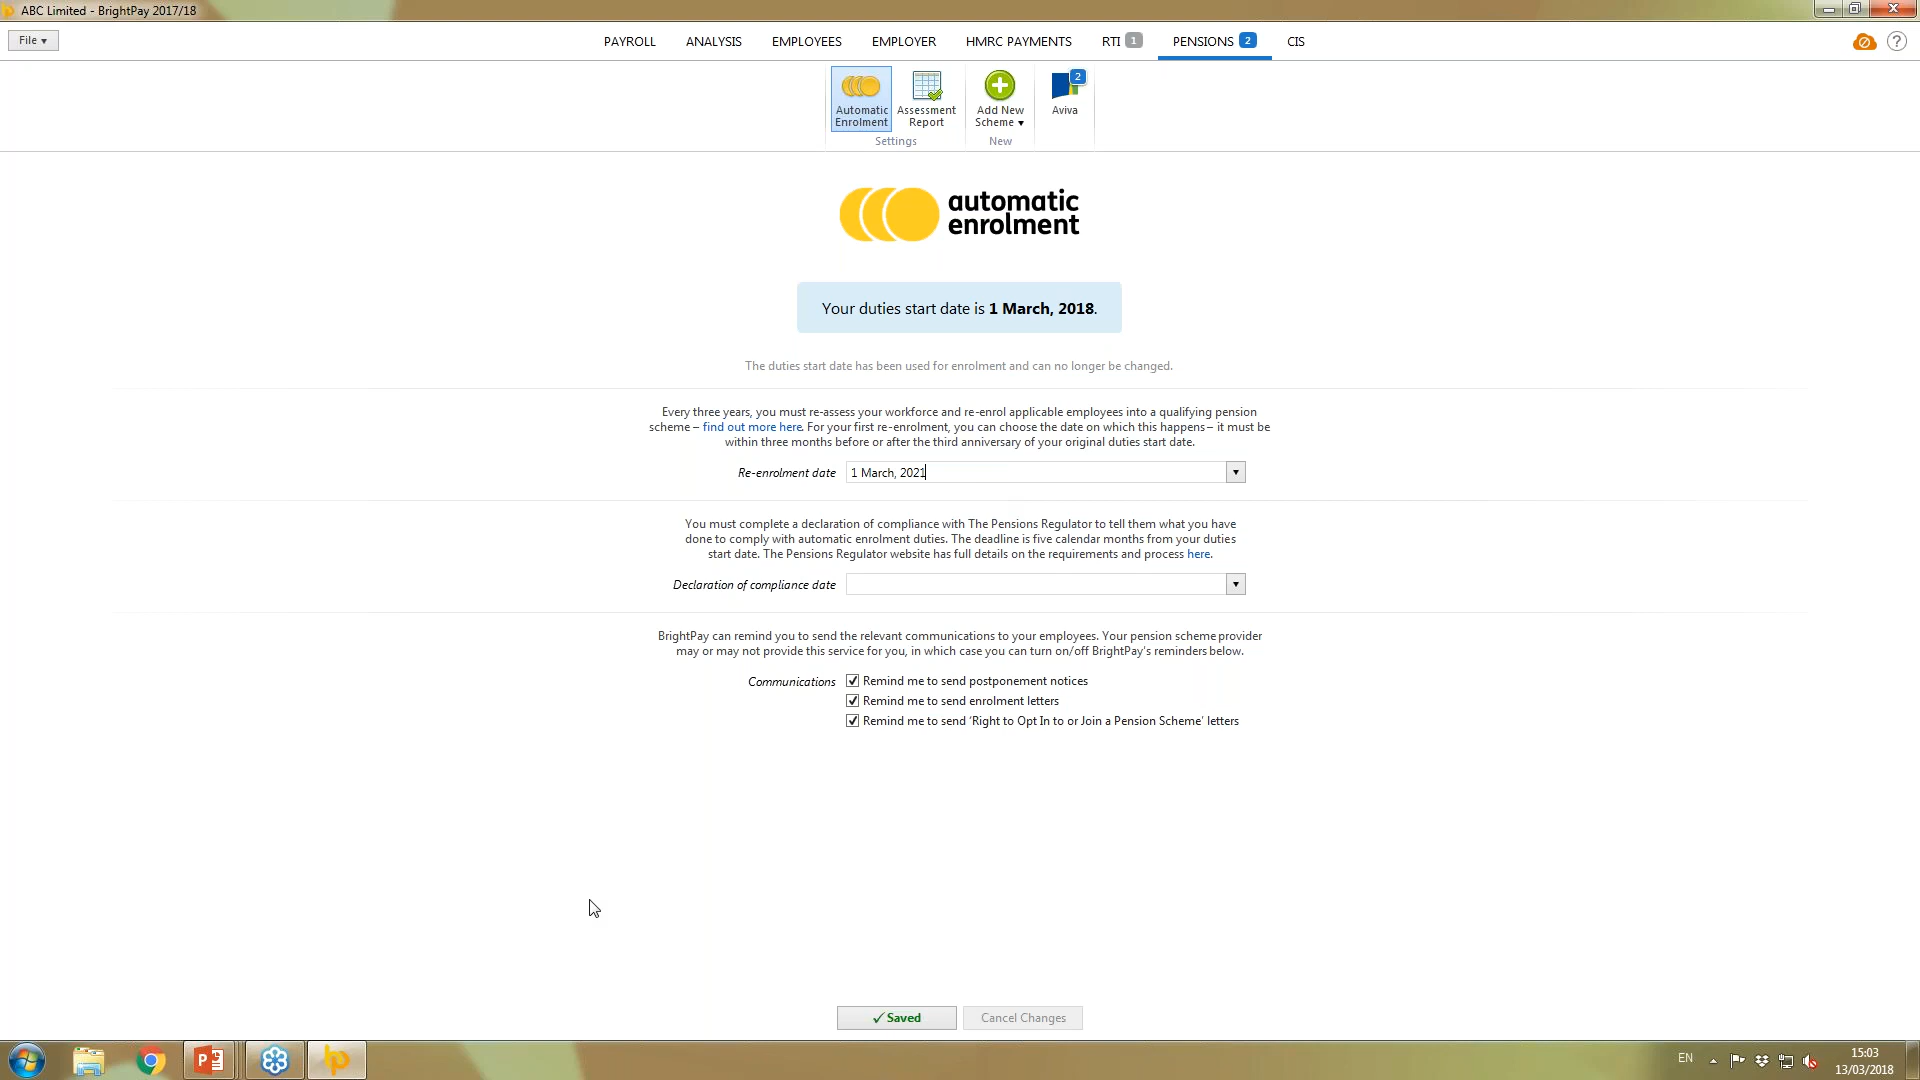 ABC Limited - BrightPay 2017/18
File
PAYROLL ANALYSIS EMPLOYEES EMPLOYER HMRC PAYMENTS RTI 1 PENSIONS 2 CIS
?
2
Automatic Enrolment
Assessment Report
Add New Scheme
Aviva
Settings
New
automatic
enrolment
Your duties start date is 1 March, 2018.
The duties start date has been used for enrolment and can no longer be changed.
Every three years, you must re-assess your workforce and re-enrol applicable employees into a qualifying pension
scheme – find out more here. For your first re-enrolment, you can choose the date on which this happens – it must be
within three months before or after the third anniversary of your original duties start date.
Re-enrolment date 1 March, 2021
You must complete a declaration of compliance with The Pensions Regulator to tell them what you have
done to comply with automatic enrolment duties. The deadline is five calendar months from your duties
start date. The Pensions Regulator website has full details on the requirements and process here.
Declaration of compliance date
BrightPay can remind you to send the relevant communications to your employees. Your pension scheme provider
may or may not provide this service for you, in which case you can turn on/off BrightPay's reminders below.
Communications Remind me to send postponement notices
Remind me to send enrolment letters
Remind me to send ‘Right to Opt In to or Join a Pension Scheme’ letters
Saved Cancel Changes
EN
15:03
13/03/2018